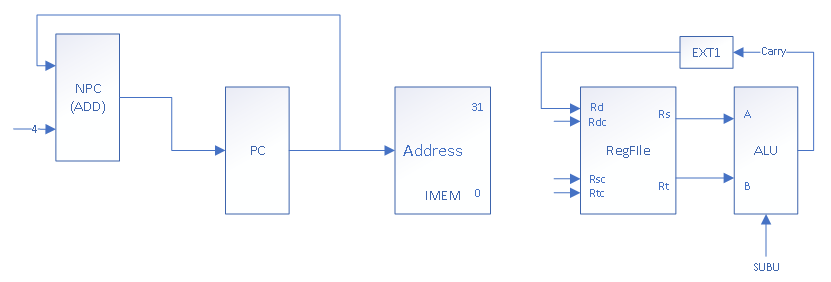 NPC
(ADD)
4
PC
31
Address
IMEM
0
EXT1
Carry
Rd
Rdc
Rs
RegFIle
Rsc
Rtc
Rt
A
ALU
B
SUBU